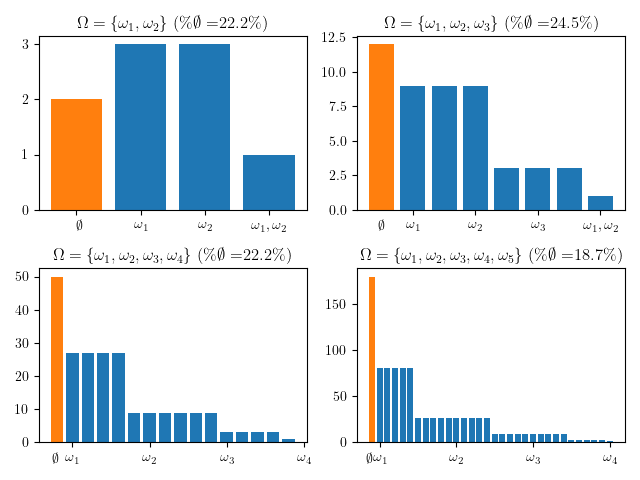 Ω = {ω₁, ω₂} (%∅ =22.2%)
3
2
1
0
∅ ω₁ ω₂ ω₁, ω₂
Ω = {ω₁, ω₂, ω₃} (%∅ =24.5%)
12.5
10.0
7.5
5.0
2.5
0.0
∅ ω₁ ω₂ ω₃ ω₁, ω₂
Ω = {ω₁, ω₂, ω₃, ω₄} (%∅ =22.2%)
50
40
30
20
10
0
∅ ω₁ ω₂ ω₃ ω₄
Ω = {ω₁, ω₂, ω₃, ω₄, ω₅} (%∅ =18.7%)
150
100
50
0
∅ω₁ ω₂ ω₃ ω₄